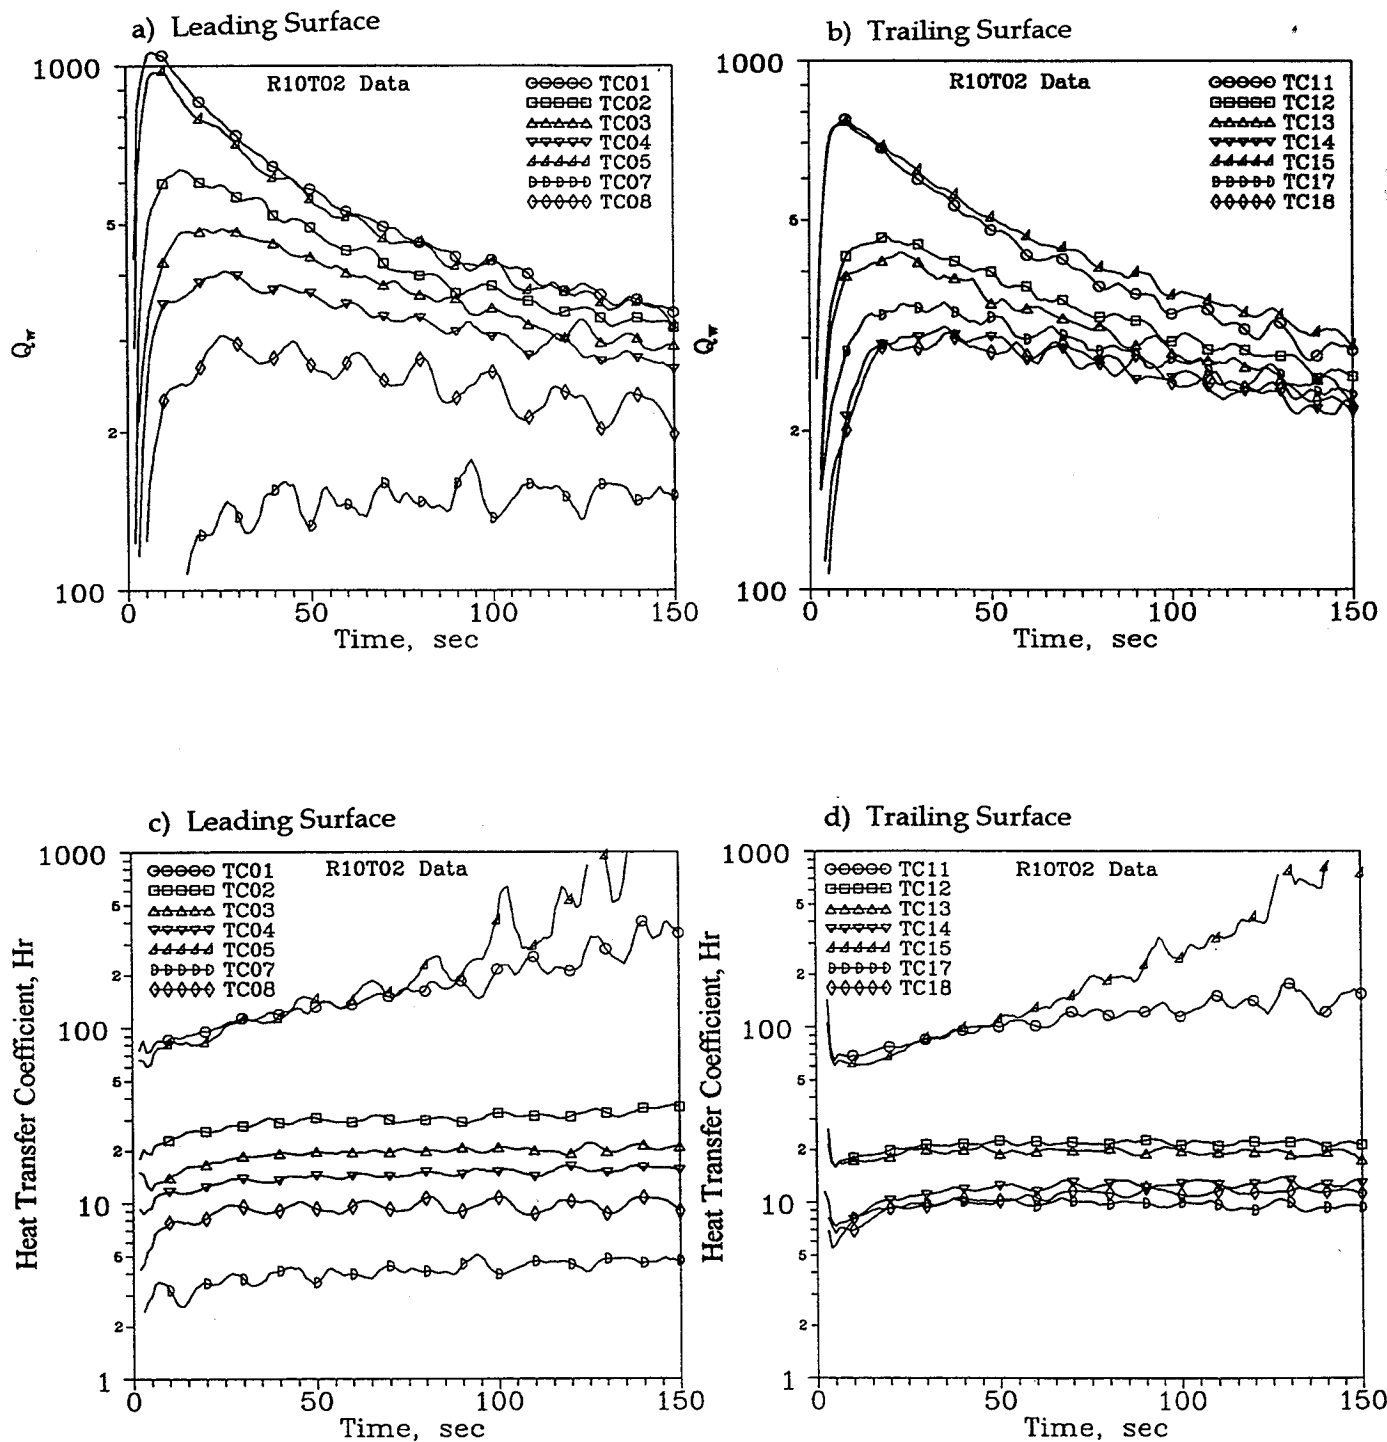 a) Leading Surface
1000
R10T02 Data
TC01
TC02
TC03
TC04
TC05
TC07
TC08
5
Qw
2
100
0
50
100
150
Time, sec
b) Trailing Surface
1000
R10T02 Data
TC11
TC12
TC13
TC14
TC15
TC17
TC18
5
Qw
2
100
0
50
100
150
Time, sec
c) Leading Surface
1000
R10T02 Data
TC01
TC02
TC03
TC04
TC05
TC07
TC08
5
2
100
5
2
10
6
2
1
Heat Transfer Coefficient, Hr
0
50
100
150
Time, sec
d) Trailing Surface
1000
R10T02 Data
TC11
TC12
TC13
TC14
TC15
TC17
TC18
5
2
100
5
2
10
5
2
1
Heat Transfer Coefficient, Hr
0
50
100
150
Time, sec